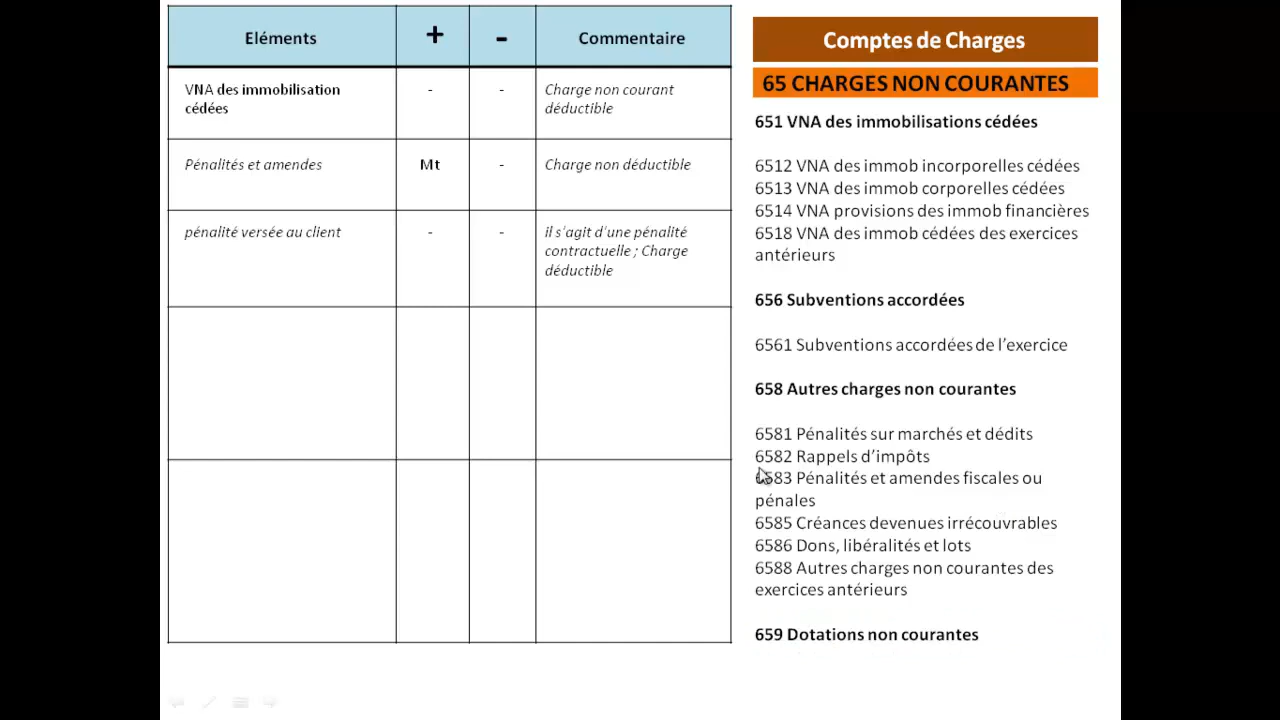 Eléments + - Commentaire
VNA des immobilisation - - Charge non courant
cédées déductible
Pénalités et amendes Mt - Charge non déductible
pénalité versée au client - - il s'agit d'une pénalité
contractuelle ; Charge
déductible
Comptes de Charges
65 CHARGES NON COURANTES
651 VNA des immobilisations cédées
6512 VNA des immob incorporelles cédées
6513 VNA des immob corporelles cédées
6514 VNA provisions des immob financières
6518 VNA des immob cédées des exercices
antérieurs
656 Subventions accordées
6561 Subventions accordées de l'exercice
658 Autres charges non courantes
6581 Pénalités sur marchés et dédits
6582 Rappels d'impôts
6583 Pénalités et amendes fiscales ou
pénales
6585 Créances devenues irrécouvrables
6586 Dons, libéralités et lots
6588 Autres charges non courantes des
exercices antérieurs
659 Dotations non courantes